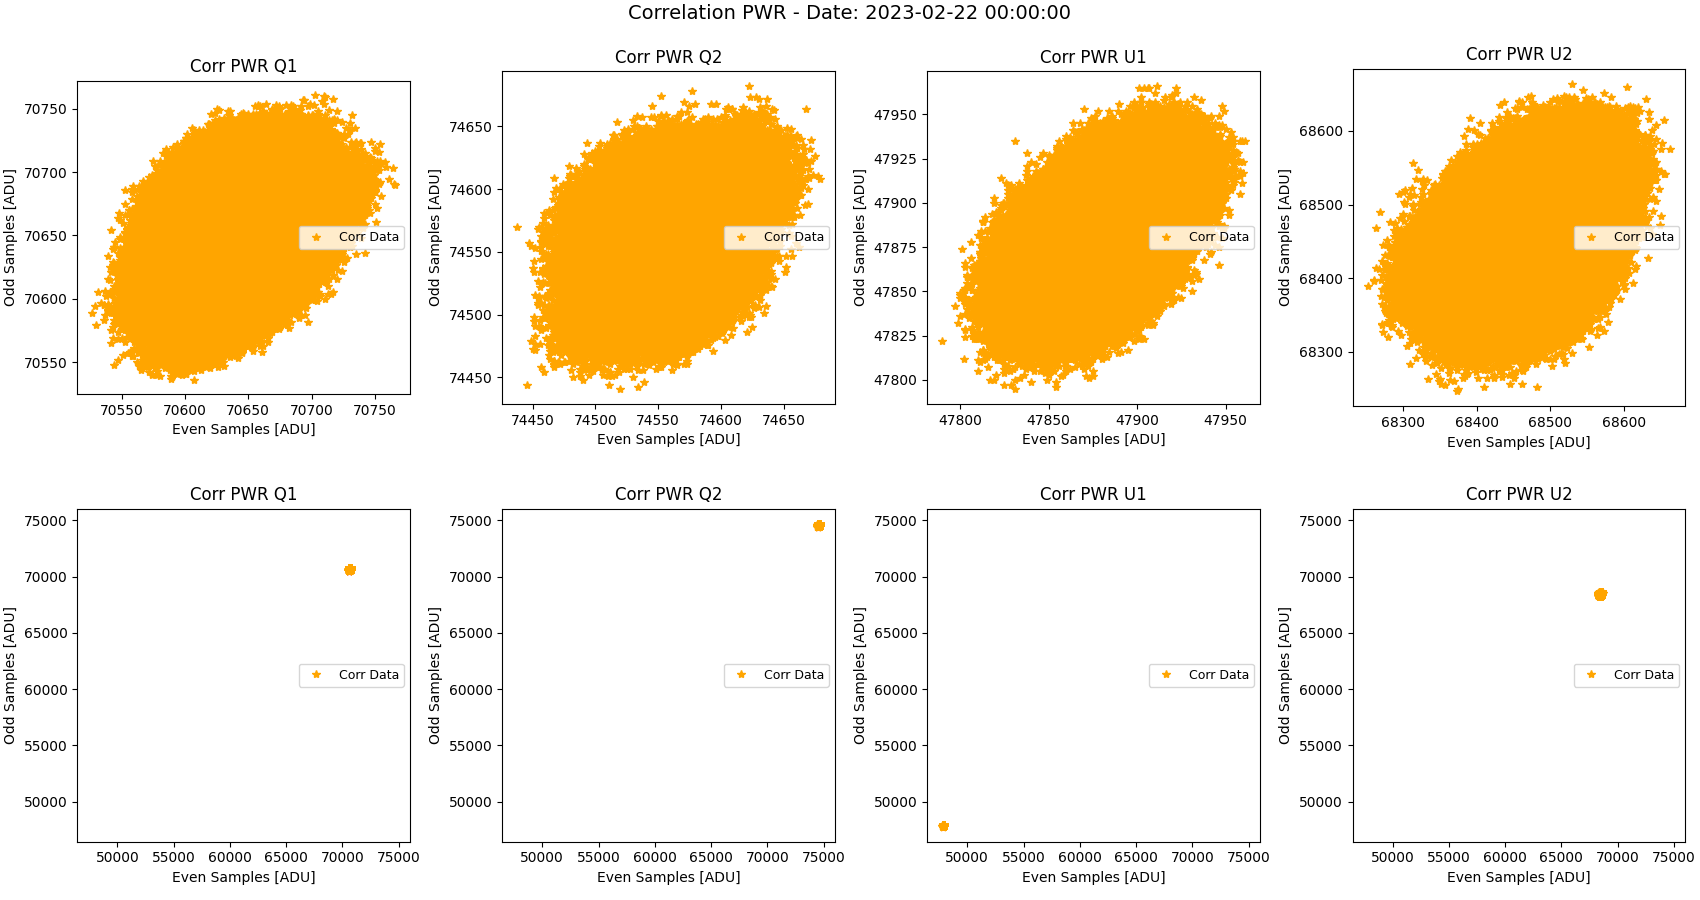 Correlation PWR - Date: 2023-02-22 00:00:00
Corr PWR Q1
Odd Samples [ADU]
70750
70700
70650
70600
70550
Corr Data
70550 70600 70650 70700 70750
Even Samples [ADU]
Corr PWR Q2
Odd Samples [ADU]
74650
74600
74550
74500
74450
Corr Data
74450 74500 74550 74600 74650
Even Samples [ADU]
Corr PWR U1
Odd Samples [ADU]
47950
47925
47900
47875
47850
47825
47800
Corr Data
47800 47850 47900 47950
Even Samples [ADU]
Corr PWR U2
Odd Samples [ADU]
68600
68500
68400
68300
Corr Data
68300 68400 68500 68600
Even Samples [ADU]
Corr PWR Q1
Odd Samples [ADU]
75000
70000
65000
60000
55000
50000
Corr Data
50000 55000 60000 65000 70000 75000
Even Samples [ADU]
Corr PWR Q2
Odd Samples [ADU]
75000
70000
65000
60000
55000
50000
Corr Data
50000 55000 60000 65000 70000 75000
Even Samples [ADU]
Corr PWR U1
Odd Samples [ADU]
75000
70000
65000
60000
55000
50000
Corr Data
50000 55000 60000 65000 70000 75000
Even Samples [ADU]
Corr PWR U2
Odd Samples [ADU]
75000
70000
65000
60000
55000
50000
Corr Data
50000 55000 60000 65000 70000 75000
Even Samples [ADU]